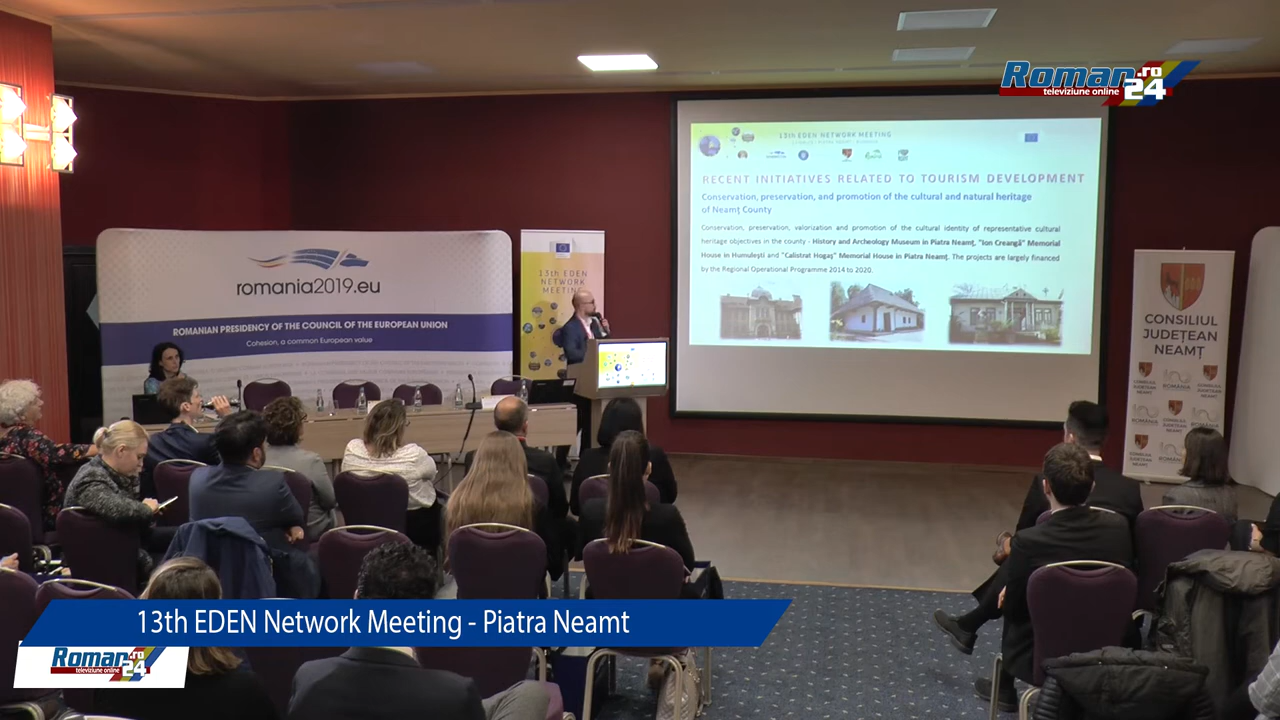 Roman.ro
televiziune online 24
13th EDEN NETWORK MEETING
RECENT INITIATIVES RELATED TO TOURISM DEVELOPMENT
Conservation, preservation, and promotion of the cultural and natural heritage
of Neamț County
Conservation, preservation, valorization and promotion of the cultural identity of representative cultural
heritage objectives in the county - History and Archeology Museum in Piatra Neamț, "Ion Creangă" Memorial
House in Humulești and "Calistrat Hogaș" Memorial House in Piatra Neamț. The projects are largely financed
by the Regional Operational Programme 2014 to 2020.
romania2019.eu
ROMANIAN PRESIDENCY OF THE COUNCIL OF THE EUROPEAN UNION
Cohesion, a common European value
13th EDEN
NETWORK
MEETING
CONSILIUL
JUDEȚEAN
NEAMȚ
13th EDEN Network Meeting - Piatra Neamt
Roman.ro
televiziune online 24